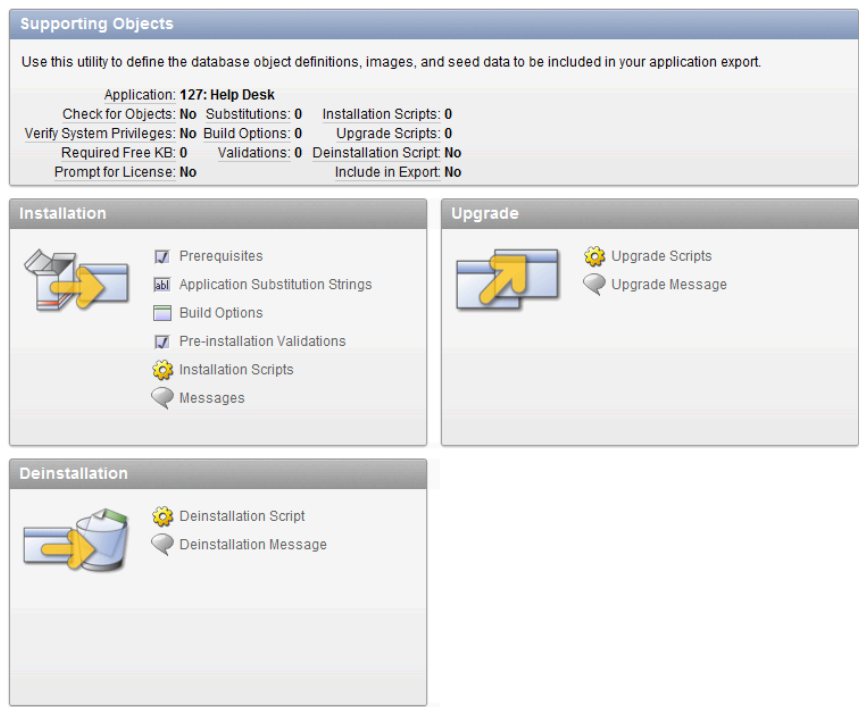 Supporting Objects
Use this utility to define the database object definitions, images, and seed data to be included in your application export.
Application: 127: Help Desk
Check for Objects: No Substitutions: 0 Installation Scripts: 0
Verify System Privileges: No Build Options: 0 Upgrade Scripts: 0
Required Free KB: 0 Validations: 0 Deinstallation Script: No
Prompt for License: No Include in Export: No
Installation
Prerequisites
abl Application Substitution Strings
Build Options
Pre-installation Validations
Installation Scripts
Messages
Upgrade
Upgrade Scripts
Upgrade Message
Deinstallation
Deinstallation Script
Deinstallation Message